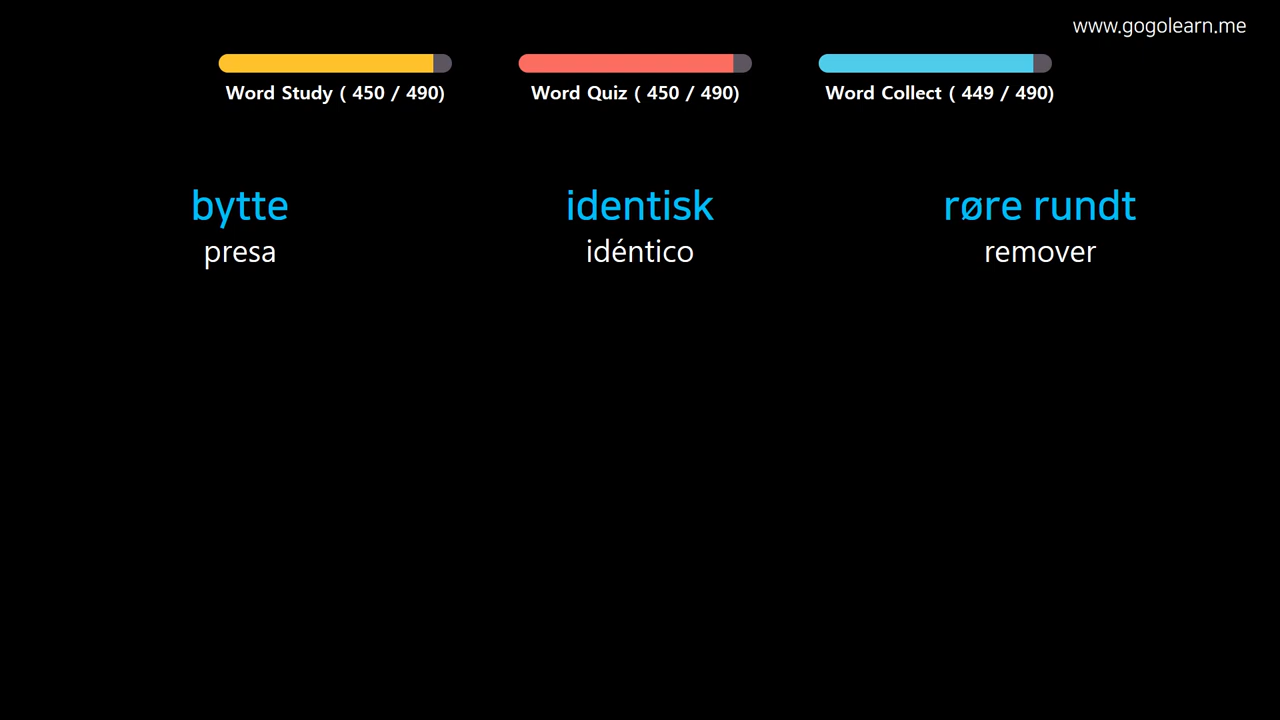 www.gogolearn.me
Word Study ( 450 / 490)
Word Quiz ( 450 / 490)
Word Collect ( 449 / 490)
bytte
presa
identisk
idéntico
røre rundt
remover